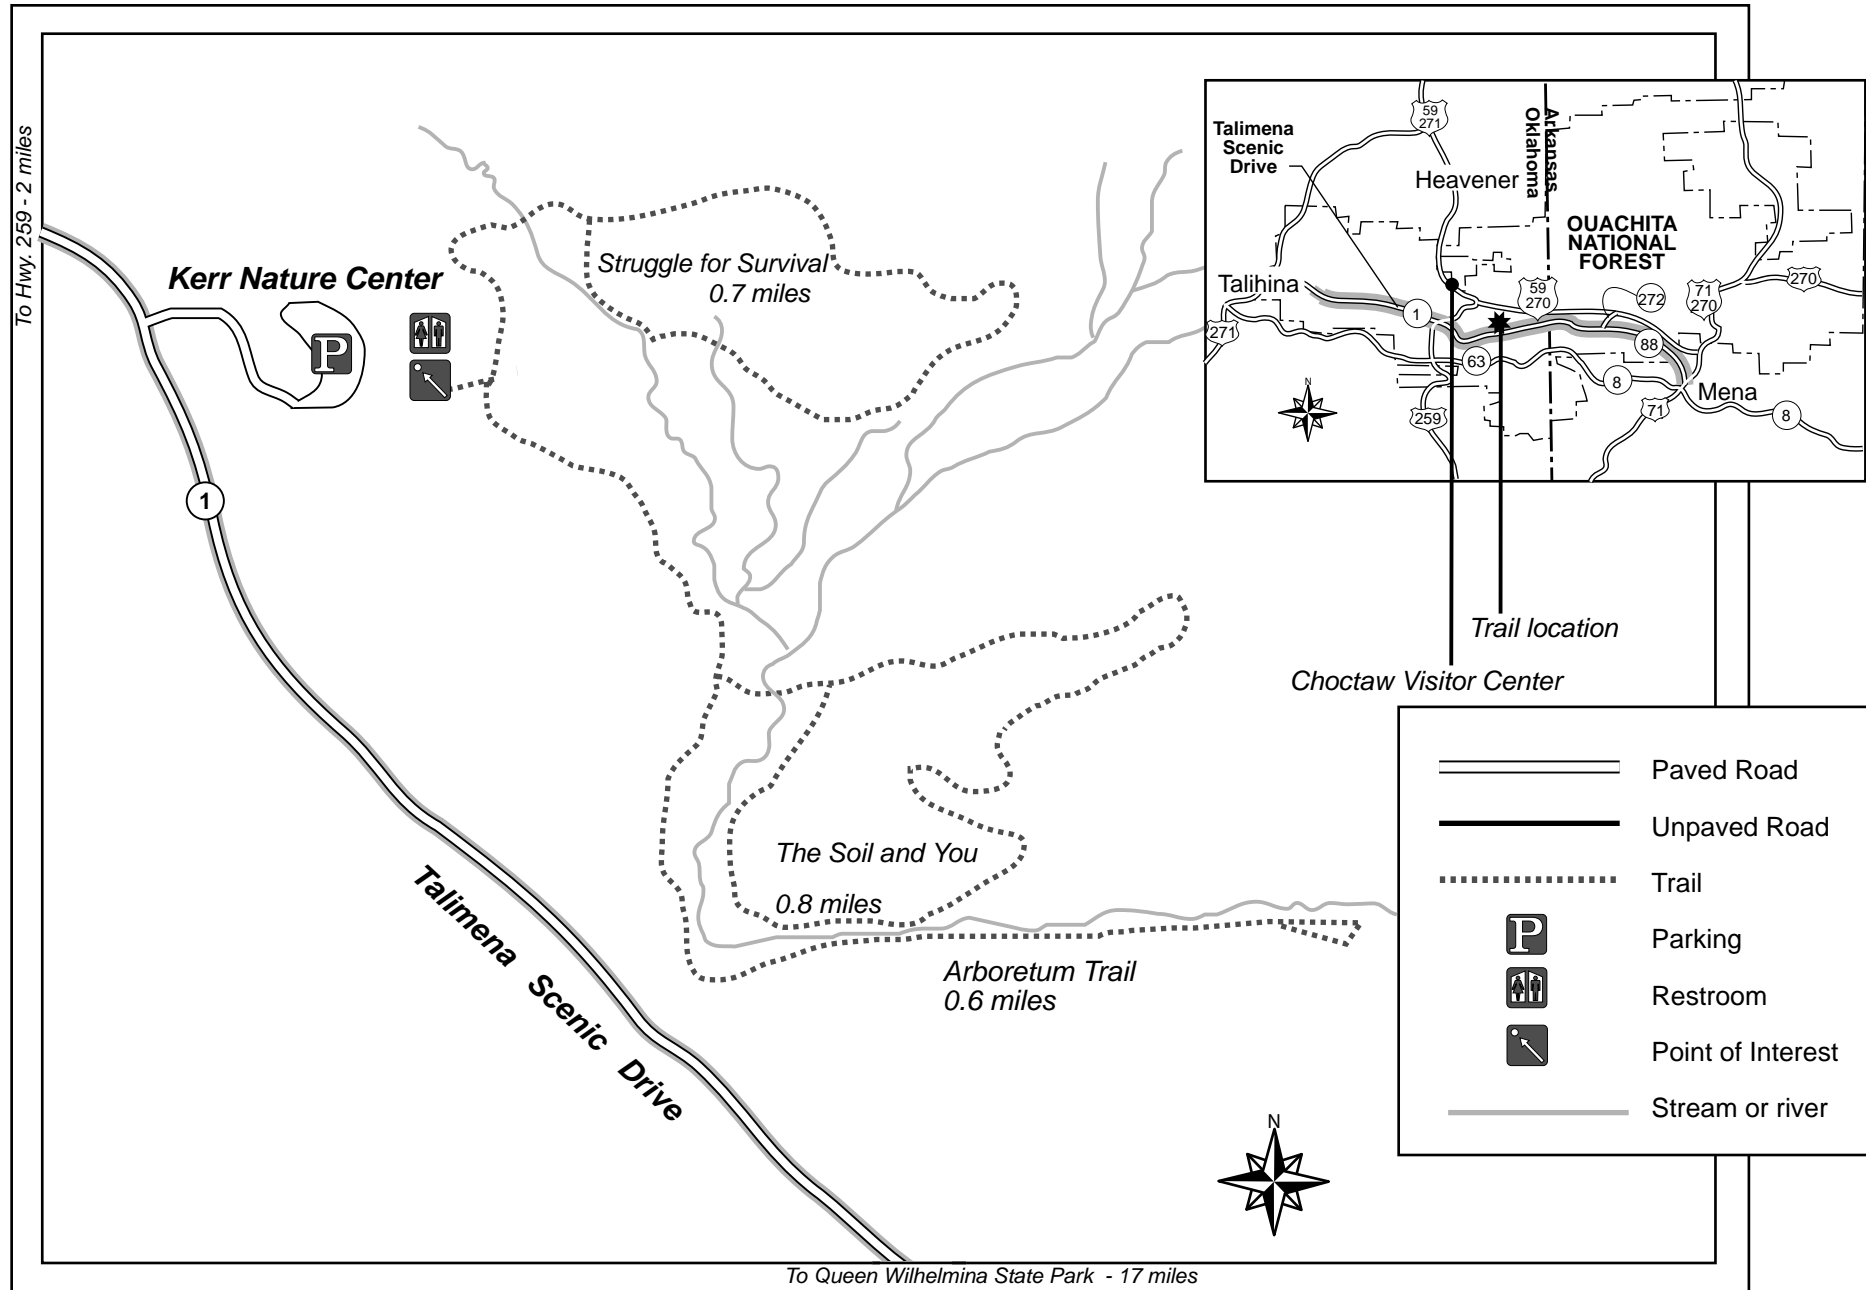 To Hwy. 259 - 2 miles
Kerr Nature Center
P
1
Struggle for Survival
0.7 miles
The Soil and You
0.8 miles
Arboretum Trail
0.6 miles
Talimena Scenic Drive
N
To Queen Wilhelmina State Park - 17 miles
Talimena
Scenic
Drive
59
271
Heavener
Arkansas
Oklahoma
OUACHITA
NATIONAL
FOREST
Talihina
271
1
59
270
272
71
270
270
88
63
8
Mena
259
71
8
N
Trail location
Choctaw Visitor Center
Paved Road
Unpaved Road
Trail
P
Parking
Restroom
Point of Interest
Stream or river